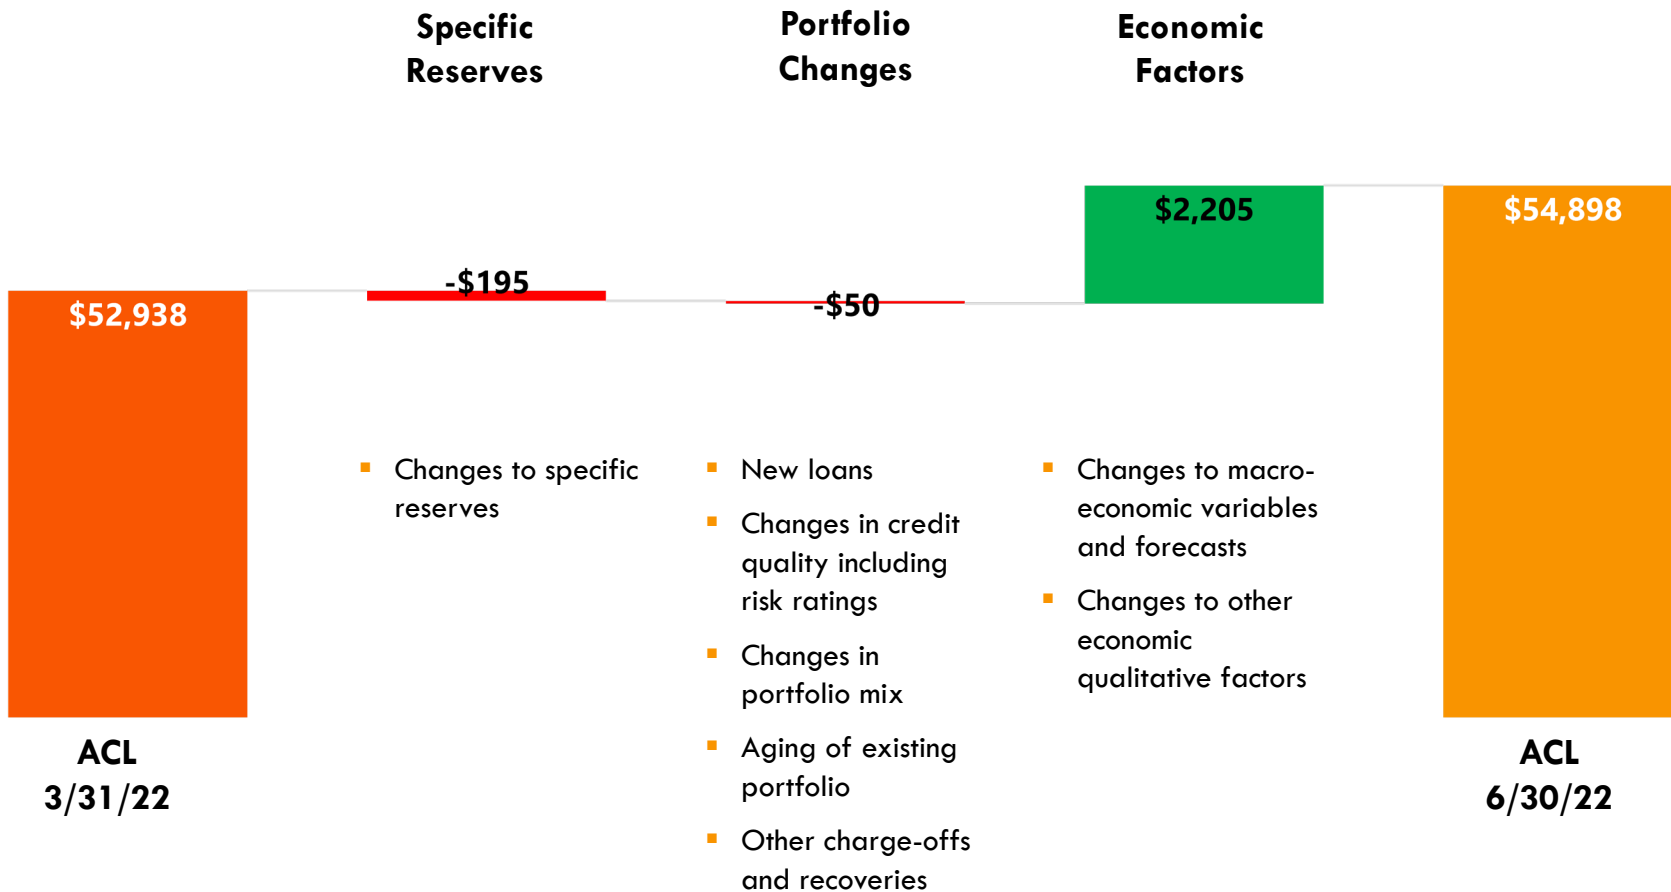 Specific
Reserves
Portfolio
Changes
Economic
Factors
$52,938
-$195
-$50
$2,205
$54,898
▪ Changes to specific
reserves
▪ New loans
▪ Changes in credit
quality including
risk ratings
▪ Changes in
portfolio mix
▪ Aging of existing
portfolio
▪ Other charge-offs
and recoveries
▪ Changes to macro-
economic variables
and forecasts
▪ Changes to other
economic
qualitative factors
ACL
3/31/22
ACL
6/30/22